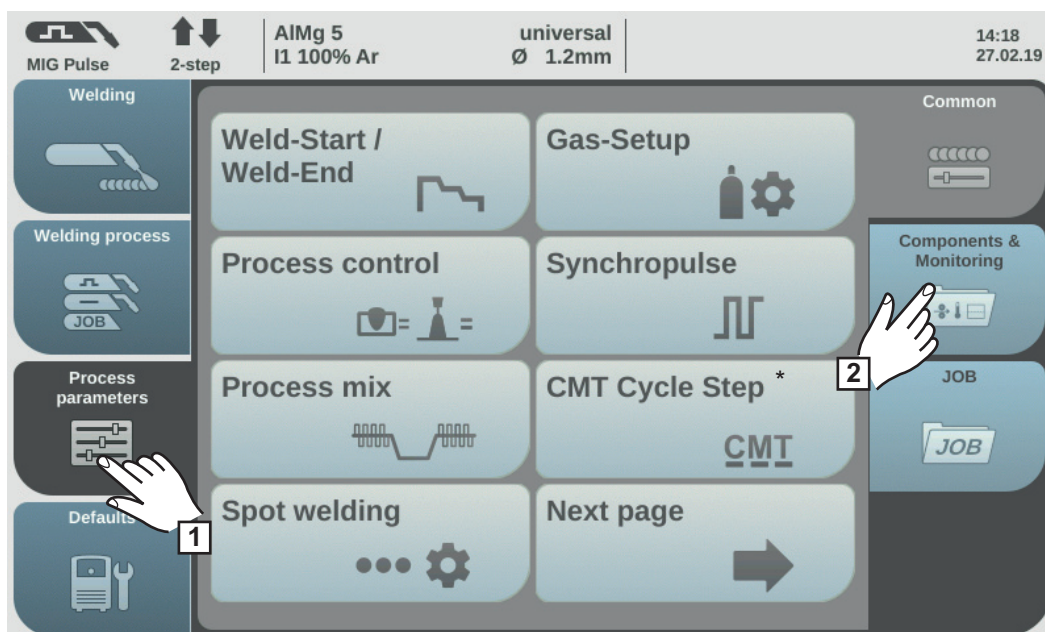 MIG Pulse
2-step
AlMg 5
I1 100% Ar
universal
Ø 1.2mm
14:18
27.02.19
Welding
Welding process
JOB
Process
parameters
1
Defaults
Weld-Start /
Weld-End
Gas-Setup
Process control
= =
Synchropulse
Process mix
CMT Cycle Step *
CMT
Spot welding
Next page
Common
Components &
Monitoring
2
JOB
JOB